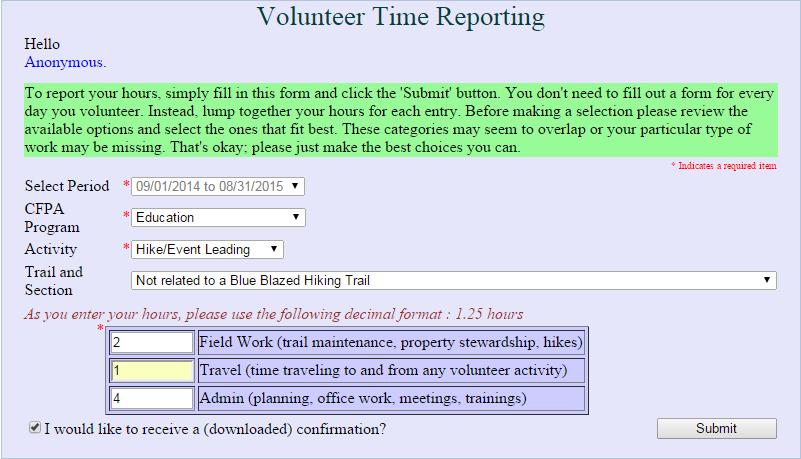 Volunteer Time Reporting
Hello
Anonymous.
To report your hours, simply fill in this form and click the 'Submit' button. You don't need to fill out a form for every
day you volunteer. Instead, lump together your hours for each entry. Before making a selection please review the
available options and select the ones that fit best. These categories may seem to overlap or your particular type of
work may be missing. That's okay; please just make the best choices you can.
* Indicates a required item
Select Period * 09/01/2014 to 08/31/2015
CFPA
Program * Education
Activity * Hike/Event Leading
Trail and
Section Not related to a Blue Blazed Hiking Trail
As you enter your hours, please use the following decimal format : 1.25 hours
* 2 Field Work (trail maintenance, property stewardship, hikes)
1 Travel (time traveling to and from any volunteer activity)
4 Admin (planning, office work, meetings, trainings)
I would like to receive a (downloaded) confirmation? Submit